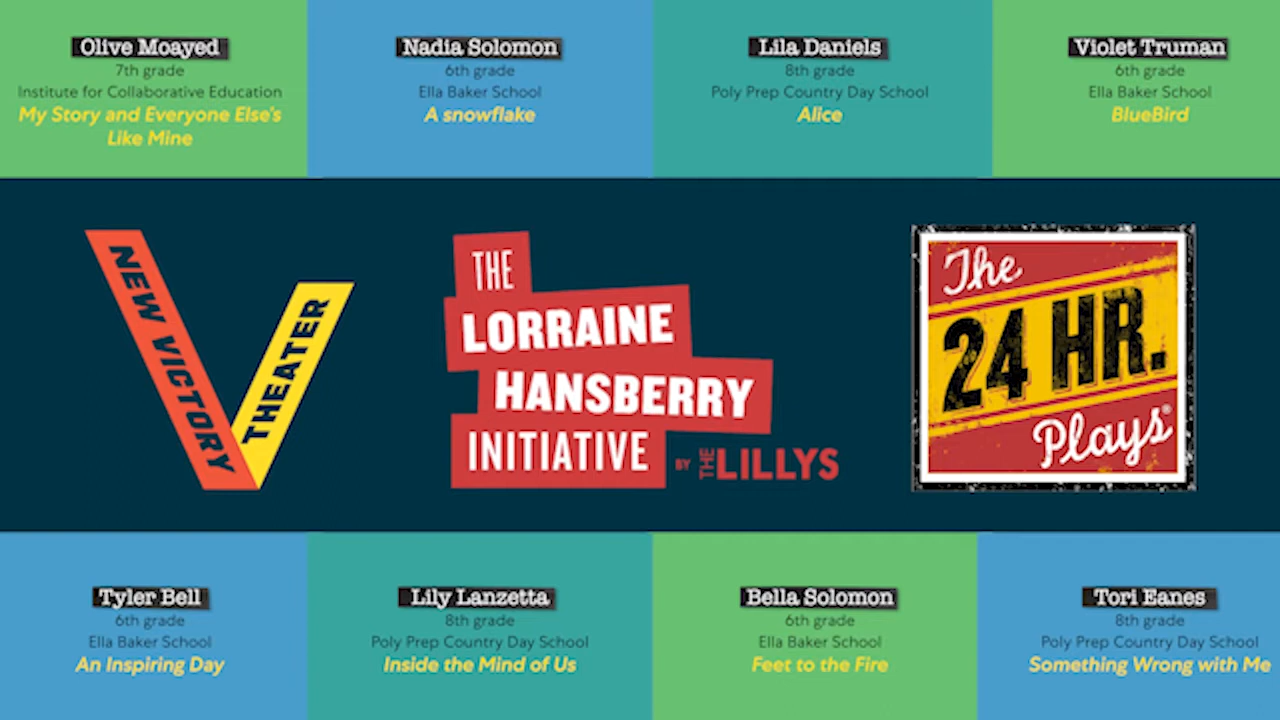 Olive Moayed
7th grade
Institute for Collaborative Education
My Story and Everyone Else's
Like Mine
Nadia Solomon
6th grade
Ella Baker School
A snowflake
Lila Daniels
8th grade
Poly Prep Country Day School
Alice
Violet Truman
6th grade
Ella Baker School
BlueBird
NEW VICTORY
THEATER
THE
LORRAINE
HANSBERRY
INITIATIVE
BY THE LILLYS
The
24 HR.
Plays®
Tyler Bell
6th grade
Ella Baker School
An Inspiring Day
Lily Lanzetta
8th grade
Poly Prep Country Day School
Inside the Mind of Us
Bella Solomon
6th grade
Ella Baker School
Feet to the Fire
Tori Eanes
8th grade
Poly Prep Country Day School
Something Wrong with Me